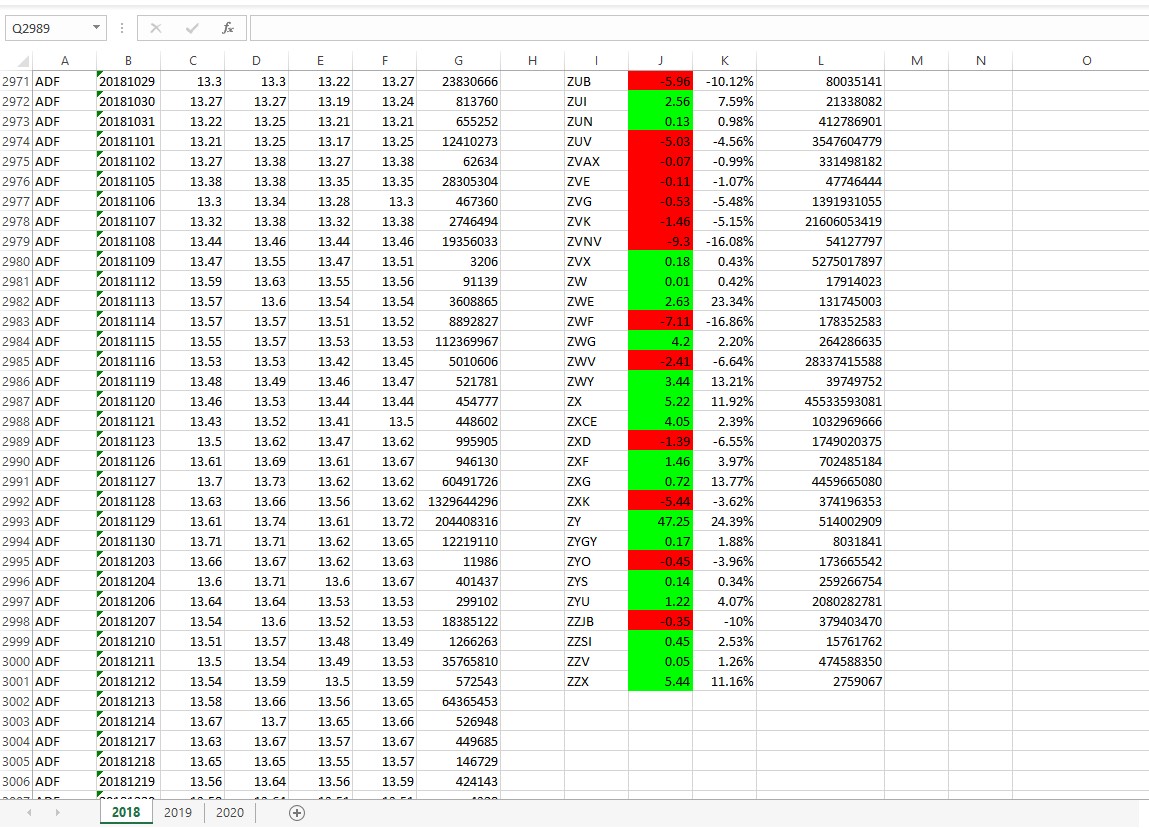 Q2989 fx
A B C D E F G H I J K L M N O
2971 ADF 20181029 13.3 13.3 13.22 13.27 23830666 ZUB -5.96 -10.12% 80035141
2972 ADF 20181030 13.27 13.27 13.19 13.24 813760 ZUI 2.56 7.59% 21338082
2973 ADF 20181031 13.22 13.25 13.21 13.21 655252 ZUN 0.13 0.98% 412786901
2974 ADF 20181101 13.21 13.25 13.17 13.25 12410273 ZUV -5.03 -4.56% 3547604779
2975 ADF 20181102 13.27 13.38 13.27 13.38 62634 ZVAX -0.07 -0.99% 331498182
2976 ADF 20181105 13.38 13.38 13.35 13.35 28305304 ZVE -0.11 -1.07% 47746444
2977 ADF 20181106 13.3 13.34 13.28 13.3 467360 ZVG -0.53 -5.48% 1391931055
2978 ADF 20181107 13.32 13.38 13.32 13.38 2746494 ZVK -1.46 -5.15% 21606053419
2979 ADF 20181108 13.44 13.46 13.44 13.46 19356033 ZVNV -9.3 -16.08% 54127797
2980 ADF 20181109 13.47 13.55 13.47 13.51 3206 ZVX 0.18 0.43% 5275017897
2981 ADF 20181112 13.59 13.63 13.55 13.56 91139 ZW 0.01 0.42% 17914023
2982 ADF 20181113 13.57 13.6 13.54 13.54 3608865 ZWE 2.63 23.34% 131745003
2983 ADF 20181114 13.57 13.57 13.51 13.52 8892827 ZWF -7.11 -16.86% 178352583
2984 ADF 20181115 13.55 13.57 13.53 13.53 112369967 ZWG 4.2 2.20% 264286635
2985 ADF 20181116 13.53 13.53 13.42 13.45 5010606 ZWV -2.41 -6.64% 28337415588
2986 ADF 20181119 13.48 13.49 13.46 13.47 521781 ZWY 3.44 13.21% 39749752
2987 ADF 20181120 13.46 13.53 13.44 13.44 454777 ZX 5.22 11.92% 45533593081
2988 ADF 20181121 13.43 13.52 13.41 13.5 448602 ZXCE 4.05 2.39% 1032969666
2989 ADF 20181123 13.5 13.62 13.47 13.62 995905 ZXD -1.39 -6.55% 1749020375
2990 ADF 20181126 13.61 13.69 13.61 13.67 946130 ZXF 1.46 3.97% 702485184
2991 ADF 20181127 13.7 13.73 13.62 13.62 60491726 ZXG 0.72 13.77% 4459665080
2992 ADF 20181128 13.63 13.66 13.56 13.62 1329644296 ZXK -5.44 -3.62% 374196353
2993 ADF 20181129 13.61 13.74 13.61 13.72 204408316 ZY 47.25 24.39% 514002909
2994 ADF 20181130 13.71 13.71 13.62 13.65 12219110 ZYGY 0.17 1.88% 8031841
2995 ADF 20181203 13.66 13.67 13.62 13.63 11986 ZYO -0.45 -3.96% 173665542
2996 ADF 20181204 13.6 13.71 13.6 13.67 401437 ZYS 0.14 0.34% 259266754
2997 ADF 20181206 13.64 13.64 13.53 13.53 299102 ZYU 1.22 4.07% 2080282781
2998 ADF 20181207 13.54 13.6 13.52 13.53 18385122 ZZJB -0.35 -10% 379403470
2999 ADF 20181210 13.51 13.57 13.48 13.49 1266263 ZZSI 0.45 2.53% 15761762
3000 ADF 20181211 13.5 13.54 13.49 13.53 35765810 ZZV 0.05 1.26% 474588350
3001 ADF 20181212 13.54 13.59 13.5 13.59 572543 ZZX 5.44 11.16% 2759067
3002 ADF 20181213 13.58 13.66 13.56 13.65 64365453
3003 ADF 20181214 13.67 13.7 13.65 13.66 526948
3004 ADF 20181217 13.63 13.67 13.57 13.67 449685
3005 ADF 20181218 13.65 13.65 13.55 13.57 146729
3006 ADF 20181219 13.56 13.64 13.56 13.59 424143
2018 2019 2020